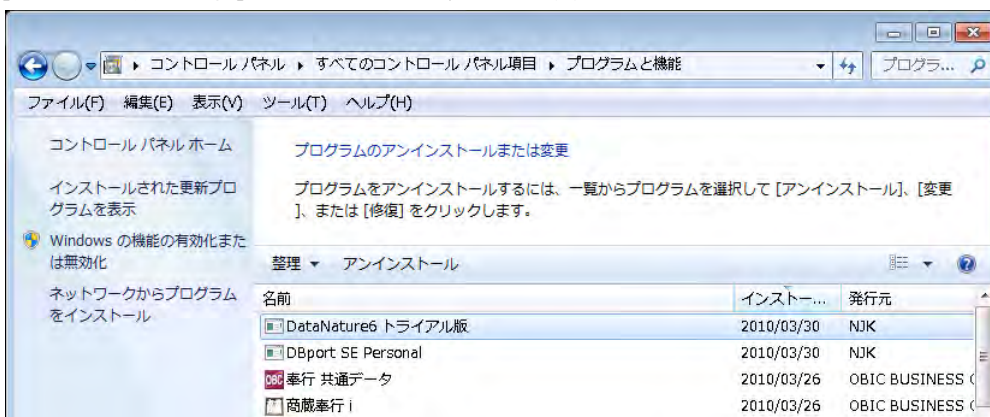 コントロール パネル ▸ すべてのコントロール パネル項目 ▸ プログラムと機能
プログラ...
ファイル(F) 編集(E) 表示(V) ツール(T) ヘルプ(H)
コントロール パネル ホーム
インストールされた更新プロ
グラムを表示
Windows の機能の有効化また
は無効化
ネットワークからプログラム
をインストール
プログラムのアンインストールまたは変更
プログラムをアンインストールするには、一覧からプログラムを選択して [アンインストール]、[変更
]、または [修復] をクリックします。
整理 アンインストール
名前 インストー... 発行元
DataNature6 トライアル版 2010/03/30 NJK
DBport SE Personal 2010/03/30 NJK
OBC 奉行 共通データ 2010/03/26 OBIC BUSINESS
商蔵奉行 i 2010/03/26 OBIC BUSINESS